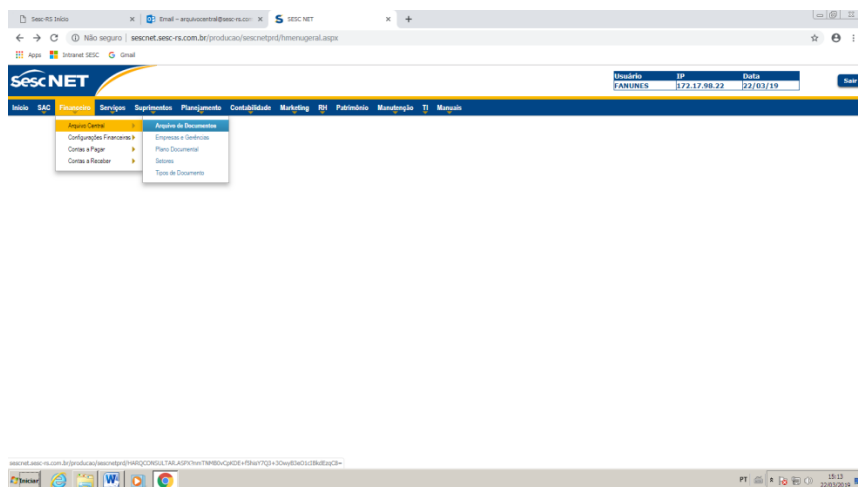 Sesc-RS Início
Email – arquivocentral@sesc-rs.com
SESC NET
Não seguro | sescnet.sesc-rs.com.br/producao/sescnetprd/hmenugeral.aspx
Apps Intranet SESC Gmail
Sesc NET
Usuário IP Data
FANUNES 172.17.98.22 22/03/19
Sair
Início SAC Financeiro Serviços Suprimentos Planejamento Contabilidade Marketing RH Patrimônio Manutenção TI Manuais
Arquivo Central
Configurações Financeiras
Contas a Pagar
Contas a Receber
Arquivo de Documentos
Empresas e Gerências
Plano Documental
Setores
Tipos de Documento
Iniciar
PT
15:13
22/03/2019